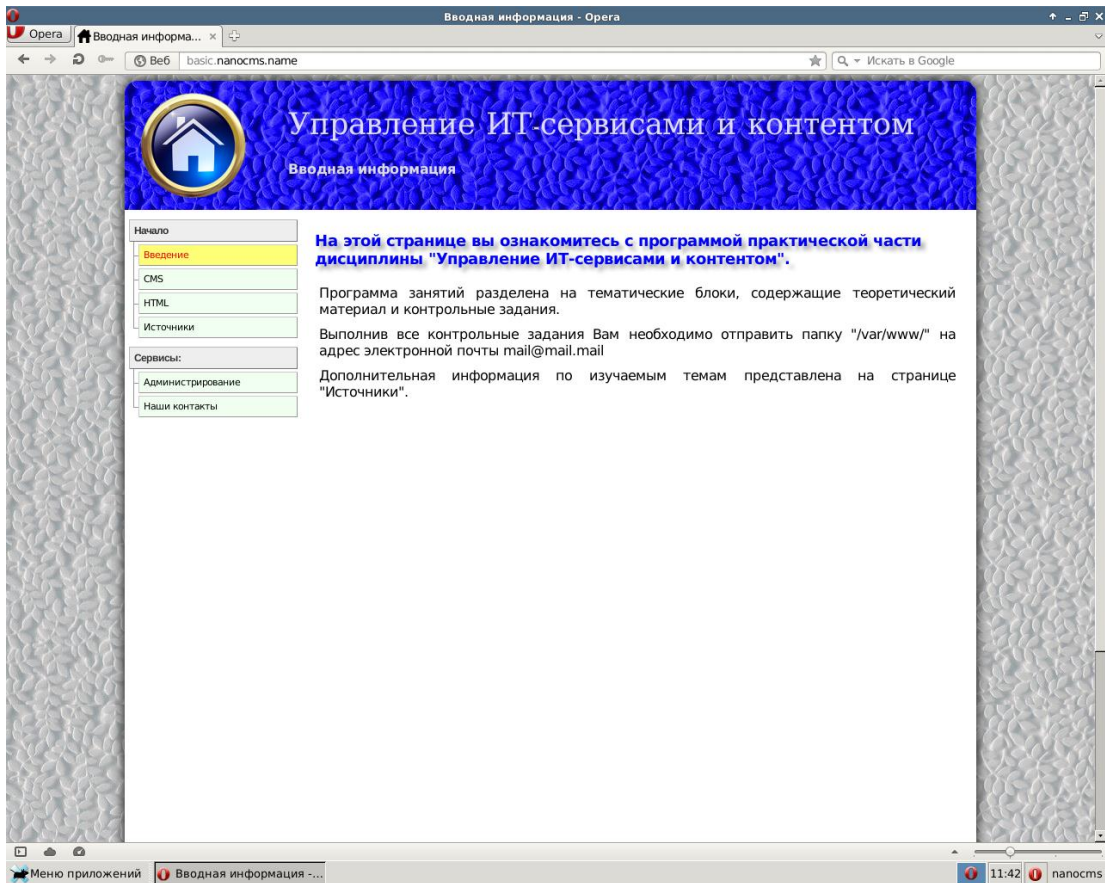 Вводная информация - Opera
Opera
Вводная информа...
Веб
basic.nanocms.name
Искать в Google
Управление ИТ-сервисами и контентом
Вводная информация
Начало
Введение
CMS
HTML
Источники
Сервисы:
Администрирование
Наши контакты
На этой странице вы ознакомитесь с программой практической части
дисциплины "Управление ИТ-сервисами и контентом".
Программа занятий разделена на тематические блоки, содержащие теоретический
материал и контрольные задания.
Выполнив все контрольные задания Вам необходимо отправить папку "/var/www/" на
адрес электронной почты mail@mail.mail
Дополнительная информация по изучаемым темам представлена на странице
"Источники".
Меню приложений
Вводная информация -...
11:42
nanocms